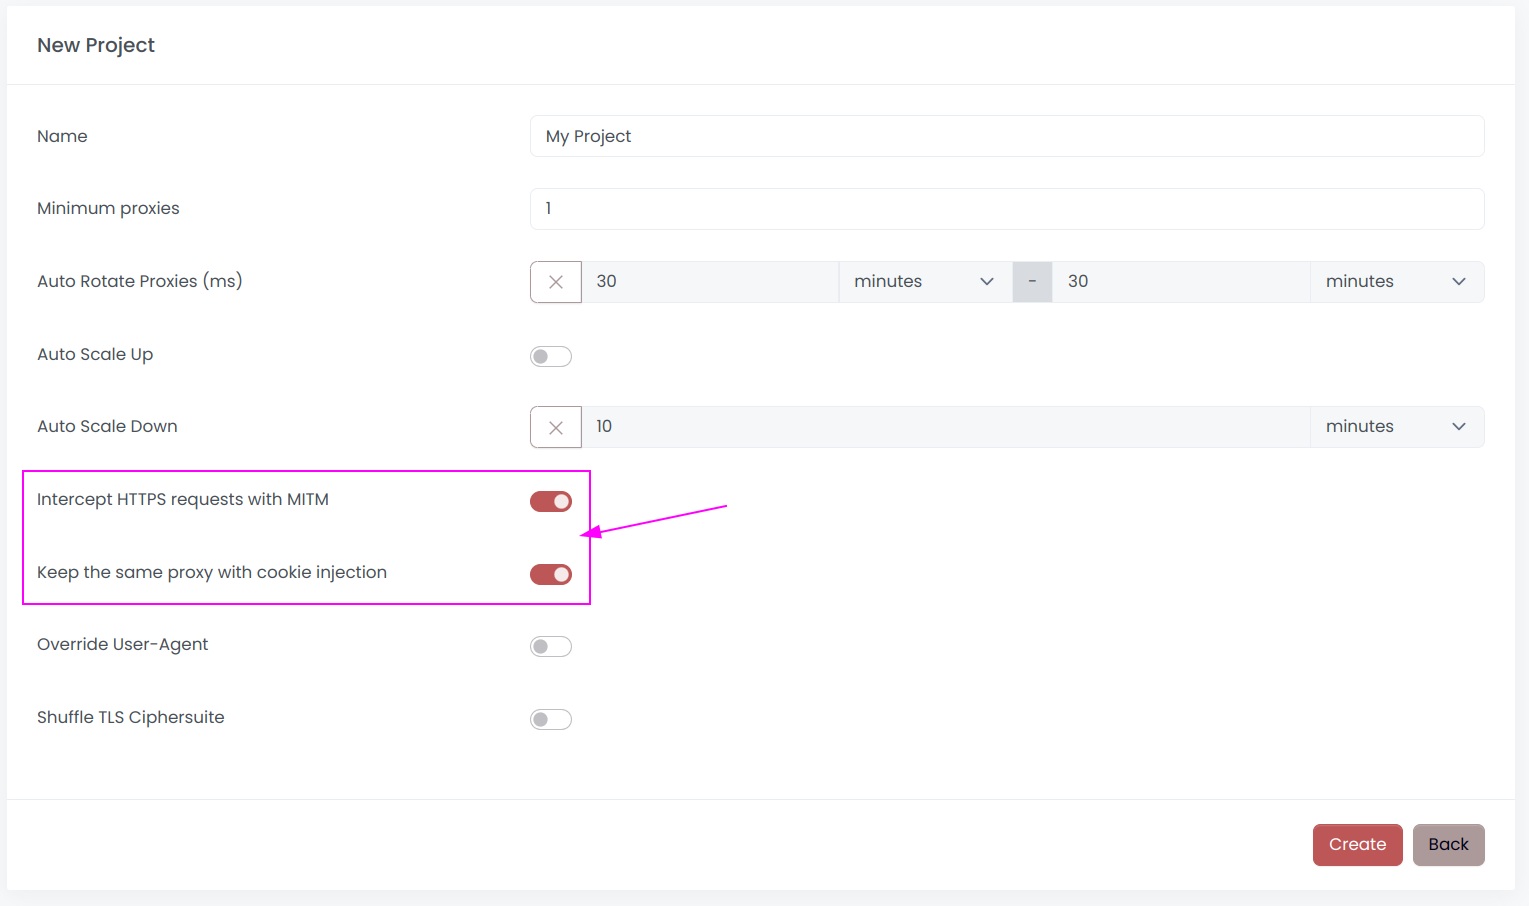 New Project
Name
My Project
Minimum proxies
1
Auto Rotate Proxies (ms)
30
minutes
-
30
minutes
Auto Scale Up
Auto Scale Down
10
minutes
Intercept HTTPS requests with MITM
Keep the same proxy with cookie injection
Override User-Agent
Shuffle TLS Ciphersuite
Create
Back